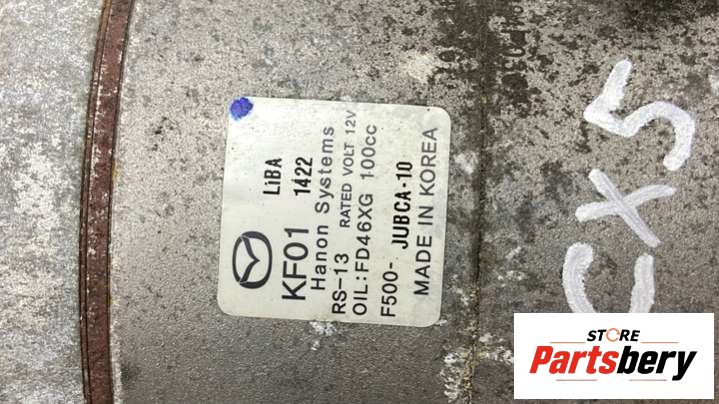 LiBA
KF01 1422
Hanon Systems
RS-13 RATED VOLT 12V
OIL:FD46XG 100cc
F500- JUBCA-10
MADE IN KOREA
CX5
STORE
Partsbery